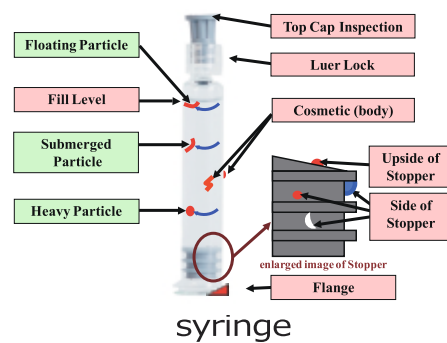 Top Cap Inspection
Floating Particle
Luer Lock
Fill Level
Cosmetic (body)
Submerged
Particle
Upside of
Stopper
Heavy Particle
Side of
Stopper
enlarged image of Stopper
Flange
syringe